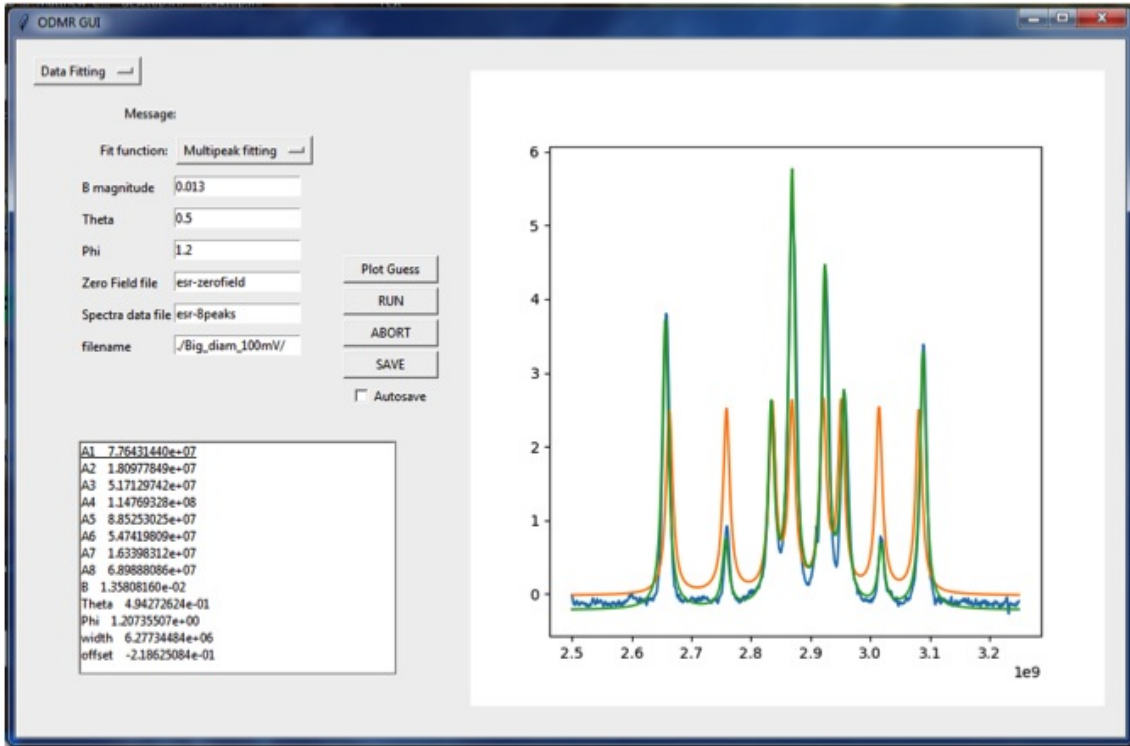 ODMR GUI
Data Fitting
Message:
Fit function: Multipeak fitting
B magnitude 0.013
Theta 0.5
Phi 1.2
Zero Field file esr-zerofield
Spectra data file esr-8peaks
filename ./Big_diam_100mV/
Plot Guess
RUN
ABORT
SAVE
Autosave
A1 7.76431440e+07
A2 1.80977849e+07
A3 5.17129742e+07
A4 1.14769328e+08
A5 8.85253025e+07
A6 5.47419809e+07
A7 1.63398312e+07
A8 6.89888086e+07
B 1.35808160e-02
Theta 4.94272624e-01
Phi 1.20735507e+00
width 6.27734484e+06
offset -2.18625084e-01
6
5
4
3
2
1
0
2.5 2.6 2.7 2.8 2.9 3.0 3.1 3.2
1e9